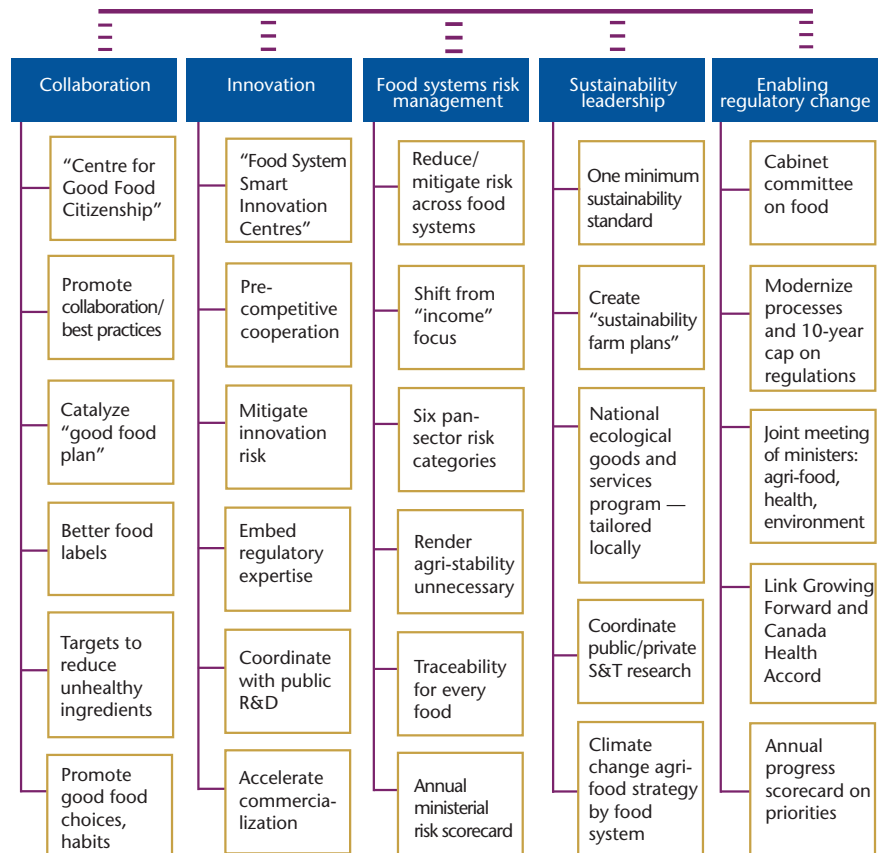 Collaboration
"Centre for
Good Food
Citizenship"
Promote
collaboration/
best practices
Catalyze
"good food
plan"
Better food
labels
Targets to
reduce
unhealthy
ingredients
Promote
good food
choices,
habits
Innovation
"Food System
Smart
Innovation
Centres"
Pre-
competitive
cooperation
Mitigate
innovation
risk
Embed
regulatory
expertise
Coordinate
with public
R&D
Accelerate
commercia-
lization
Food systems risk
management
Reduce/
mitigate risk
across food
systems
Shift from
"income"
focus
Six pan-
sector risk
categories
Render
agri-stability
unnecessary
Traceability
for every
food
Annual
ministerial
risk scorecard
Sustainability
leadership
One minimum
sustainability
standard
Create
"sustainability
farm plans"
National
ecological
goods and
services
program —
tailored
locally
Coordinate
public/private
S&T research
Climate
change agri-
food strategy
by food
system
Enabling
regulatory change
Cabinet
committee
on food
Modernize
processes
and 10-year
cap on
regulations
Joint meeting
of ministers:
agri-food,
health,
environment
Link Growing
Forward and
Canada
Health
Accord
Annual
progress
scorecard on
priorities